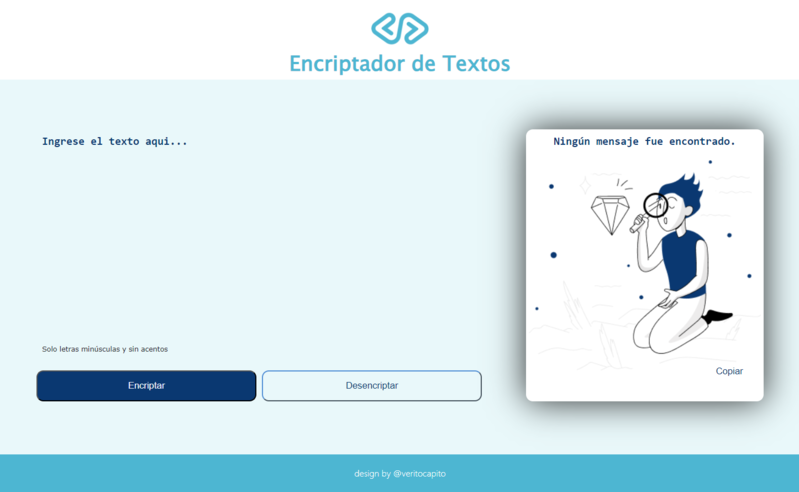 Encriptador de Textos
Ingrese el texto aqui...
Ningún mensaje fue encontrado.
Solo letras minúsculas y sin acentos
Encriptar
Desencriptar
Copiar
design by @veritocapito